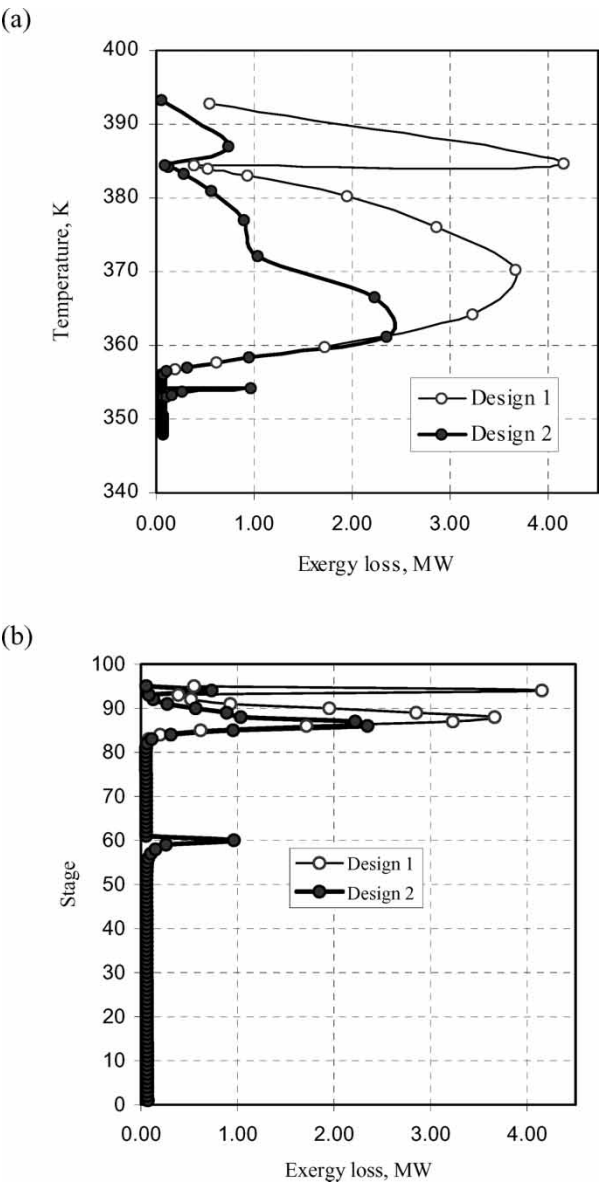 (a)
400
390
380
370
360
350
340
Temperature, K
Design 1
Design 2
0.00 1.00 2.00 3.00 4.00
Exergy loss, MW
(b)
100
90
80
70
60
50
40
30
20
10
0
Stage
Design 1
Design 2
0.00 1.00 2.00 3.00 4.00
Exergy loss, MW